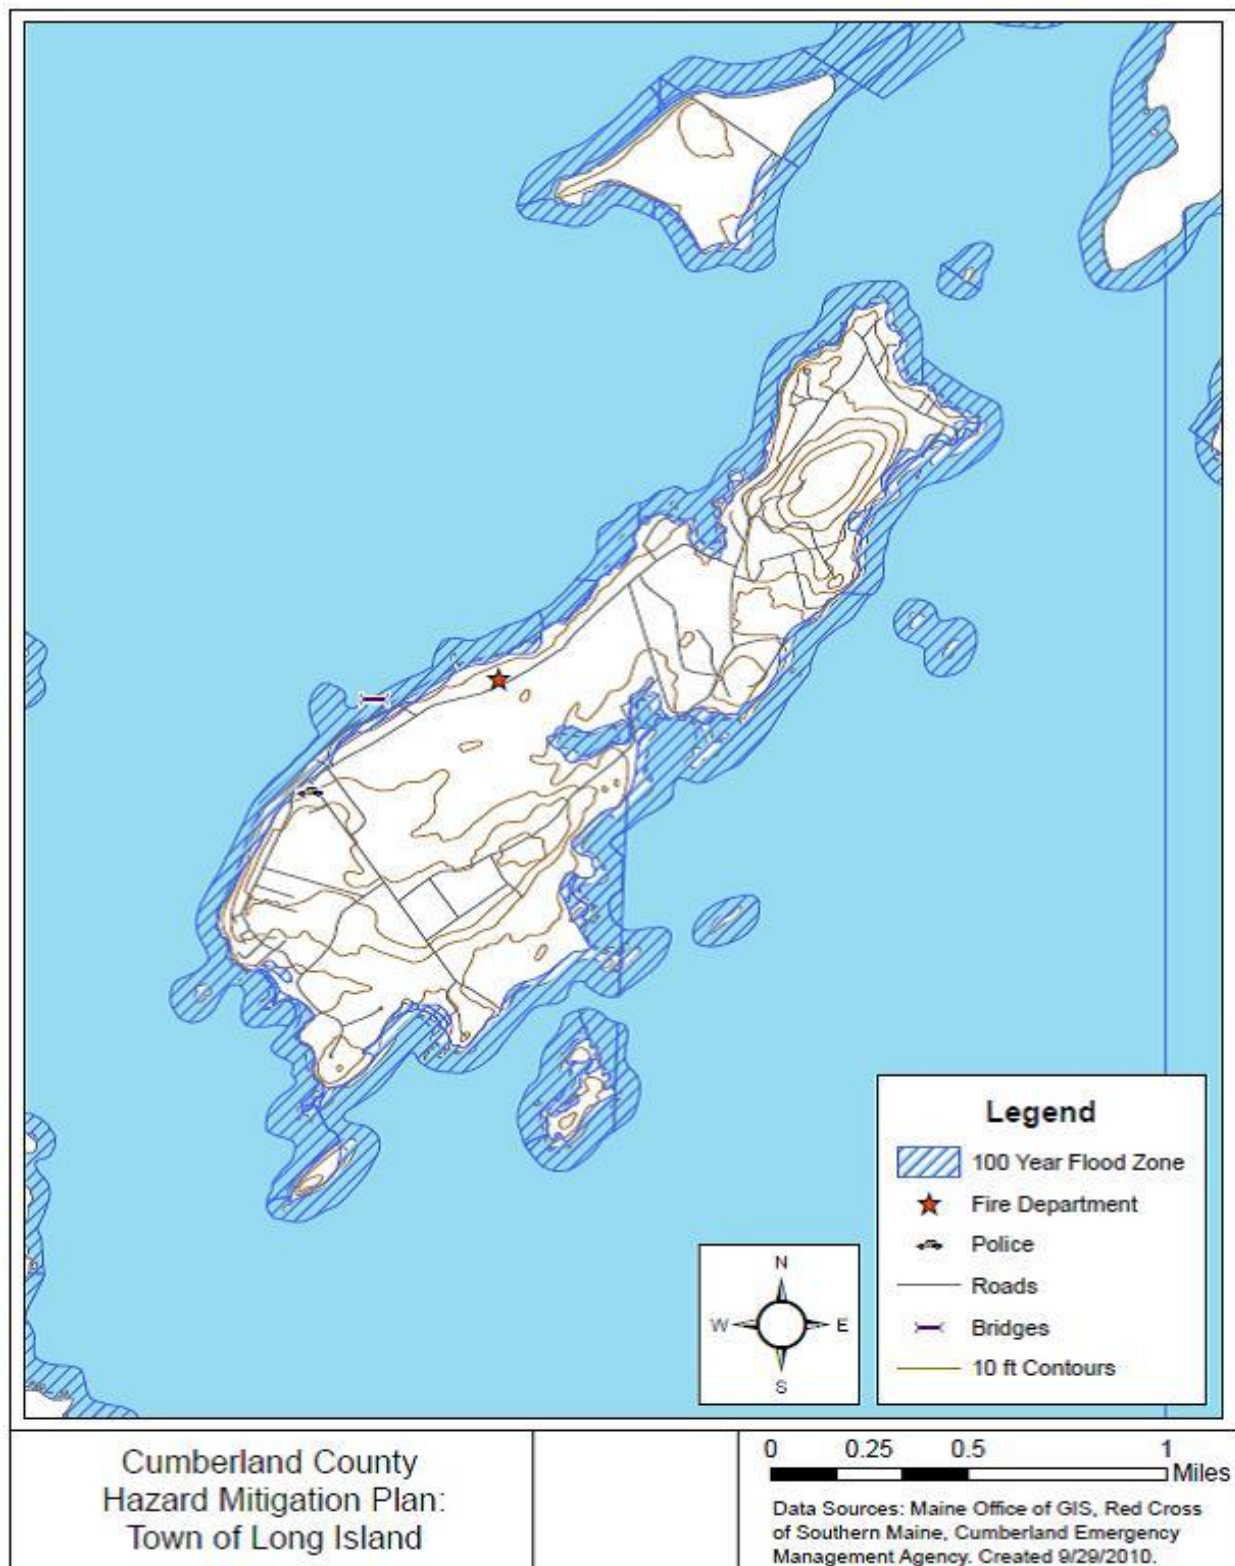 Legend
100 Year Flood Zone
Fire Department
Police
Roads
Bridges
10 ft Contours
N
W E
S
Cumberland County
Hazard Mitigation Plan:
Town of Long Island
0 0.25 0.5 1
Miles
Data Sources: Maine Office of GIS, Red Cross
of Southern Maine, Cumberland Emergency
Management Agency. Created 9/29/2010.